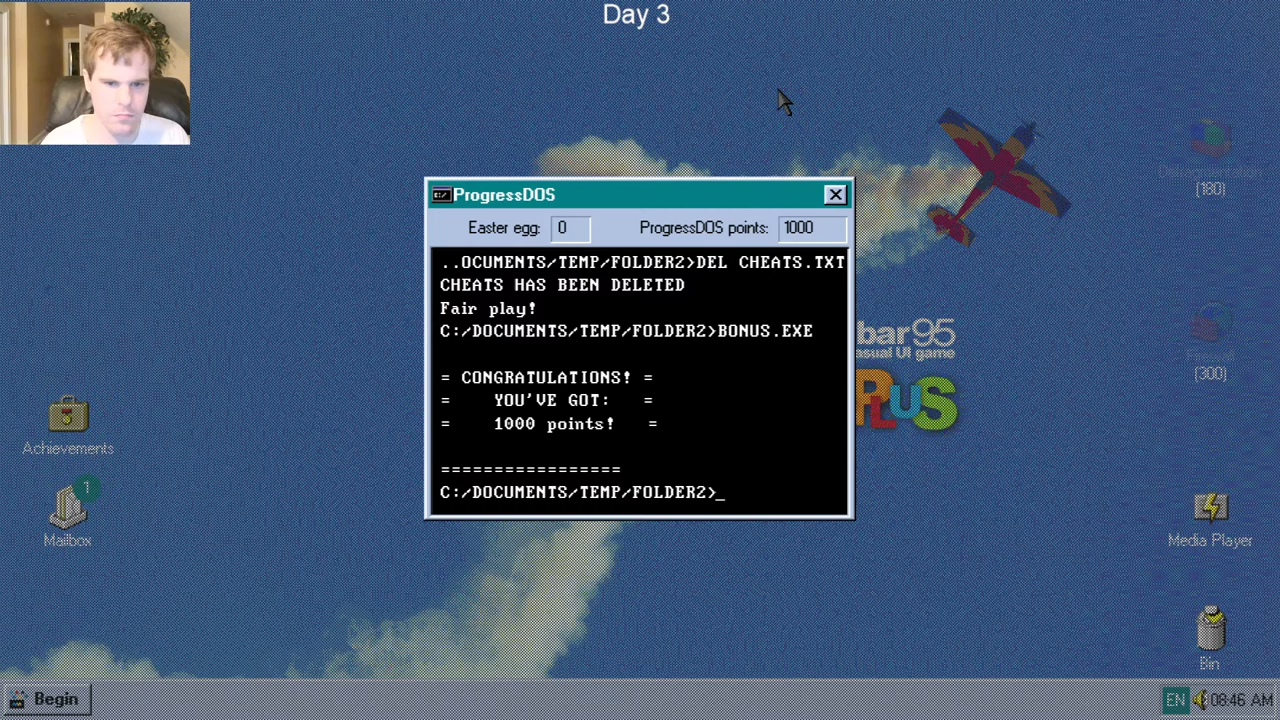 Day 3
ProgressDOS
Easter egg: 0 ProgressDOS points: 1000
..OCUMENTS/TEMP/FOLDER2>DEL CHEATS.TXT
CHEATS HAS BEEN DELETED
Fair play!
C:/DOCUMENTS/TEMP/FOLDER2>BONUS.EXE
= CONGRATULATIONS! =
= YOU'VE GOT: =
= 1000 points! =
=================
C:/DOCUMENTS/TEMP/FOLDER2>_
(180)
bar95
asual UI game
PLUS
Firewall
(300)
Achievements
1
Mailbox
Media Player
Bin
Begin
EN 08:46 AM